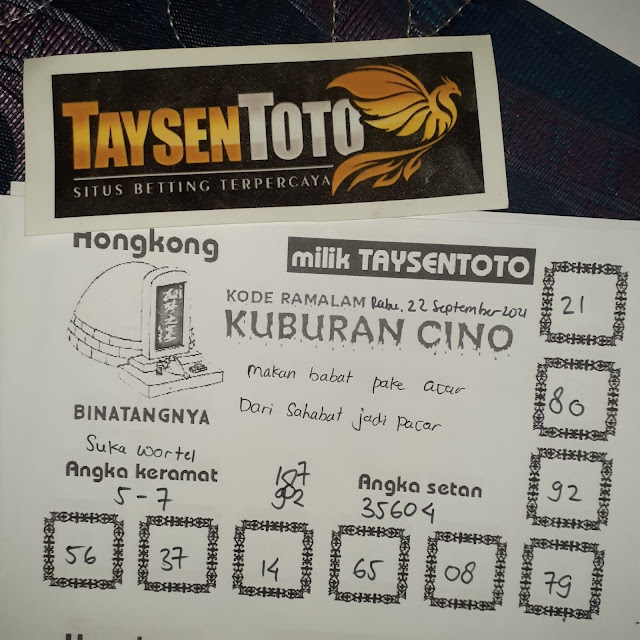 TAYSENTOTO
SITUS BETTING TERPERCAYA
Hongkong
milik TAYSENTOTO
KODE RAMALAM Rabu, 22 September 2021
KUBURAN CINO
makan babat pake acar
Dari Sahabat jadi pacar
BINATANGNYA
Suka wortel
Angka keramat
5-7
187
902
Angka setan
35604
21
80
92
56 37 14 65 08 79